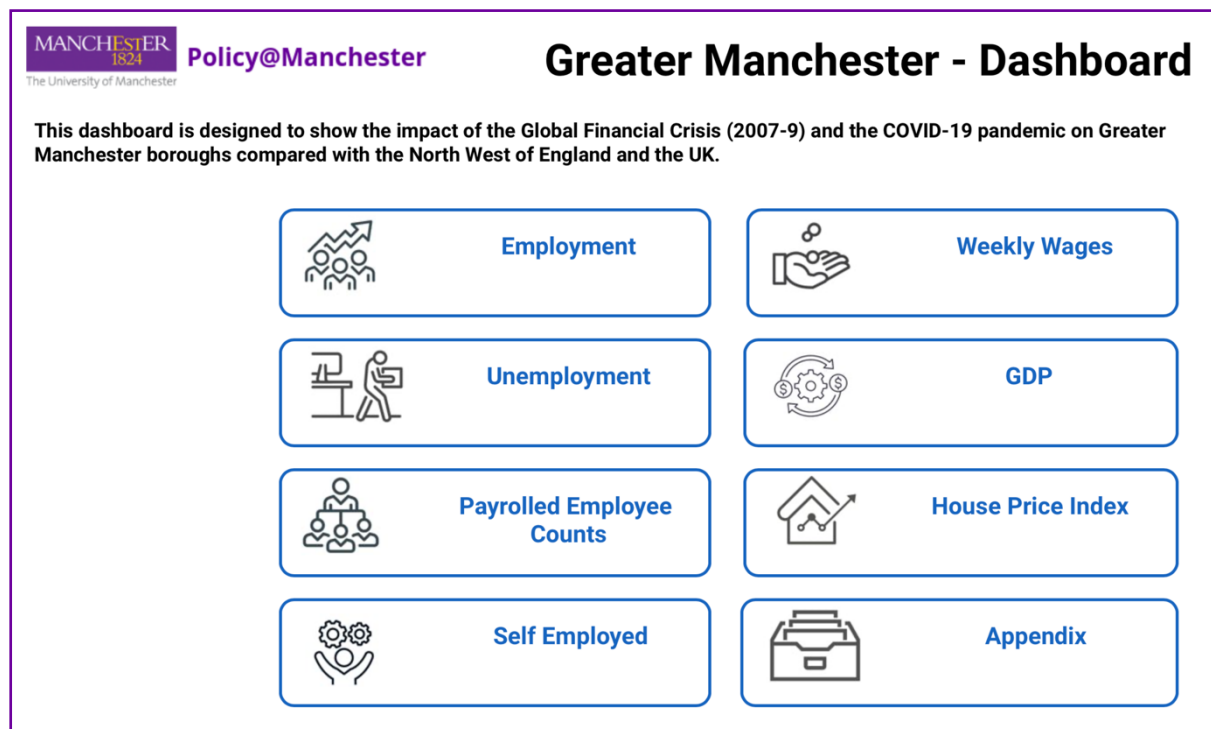 MANCHESTER
1824
The University of Manchester
Policy@Manchester
Greater Manchester - Dashboard
This dashboard is designed to show the impact of the Global Financial Crisis (2007-9) and the COVID-19 pandemic on Greater
Manchester boroughs compared with the North West of England and the UK.
Employment
Weekly Wages
Unemployment
$ $
GDP
Payrolled Employee
Counts
House Price Index
Self Employed
Appendix